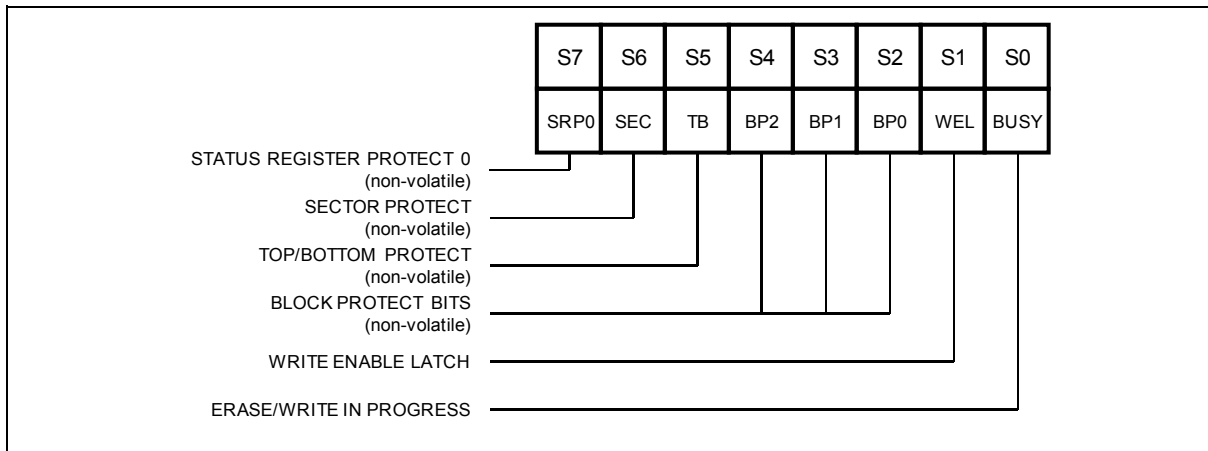 S7 S6 S5 S4 S3 S2 S1 S0
SRP0 SEC TB BP2 BP1 BP0 WEL BUSY
STATUS REGISTER PROTECT 0
(non-volatile)
SECTOR PROTECT
(non-volatile)
TOP/BOTTOM PROTECT
(non-volatile)
BLOCK PROTECT BITS
(non-volatile)
WRITE ENABLE LATCH
ERASE/WRITE IN PROGRESS